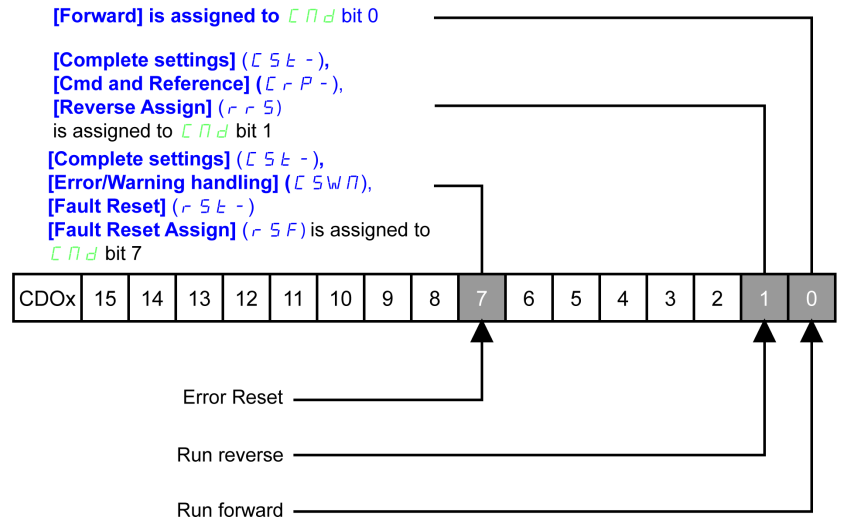 [Forward] is assigned to CMd bit 0
[Complete settings] (CSt-),
[Cmd and Reference] (CrP-),
[Reverse Assign] (rrS)
is assigned to CMd bit 1
[Complete settings] (CSt-),
[Error/Warning handling] (CSWM),
[Fault Reset] (rSt-)
[Fault Reset Assign] (rSF) is assigned to
CMd bit 7
CDOx 15 14 13 12 11 10 9 8 7 6 5 4 3 2 1 0
Error Reset
Run reverse
Run forward